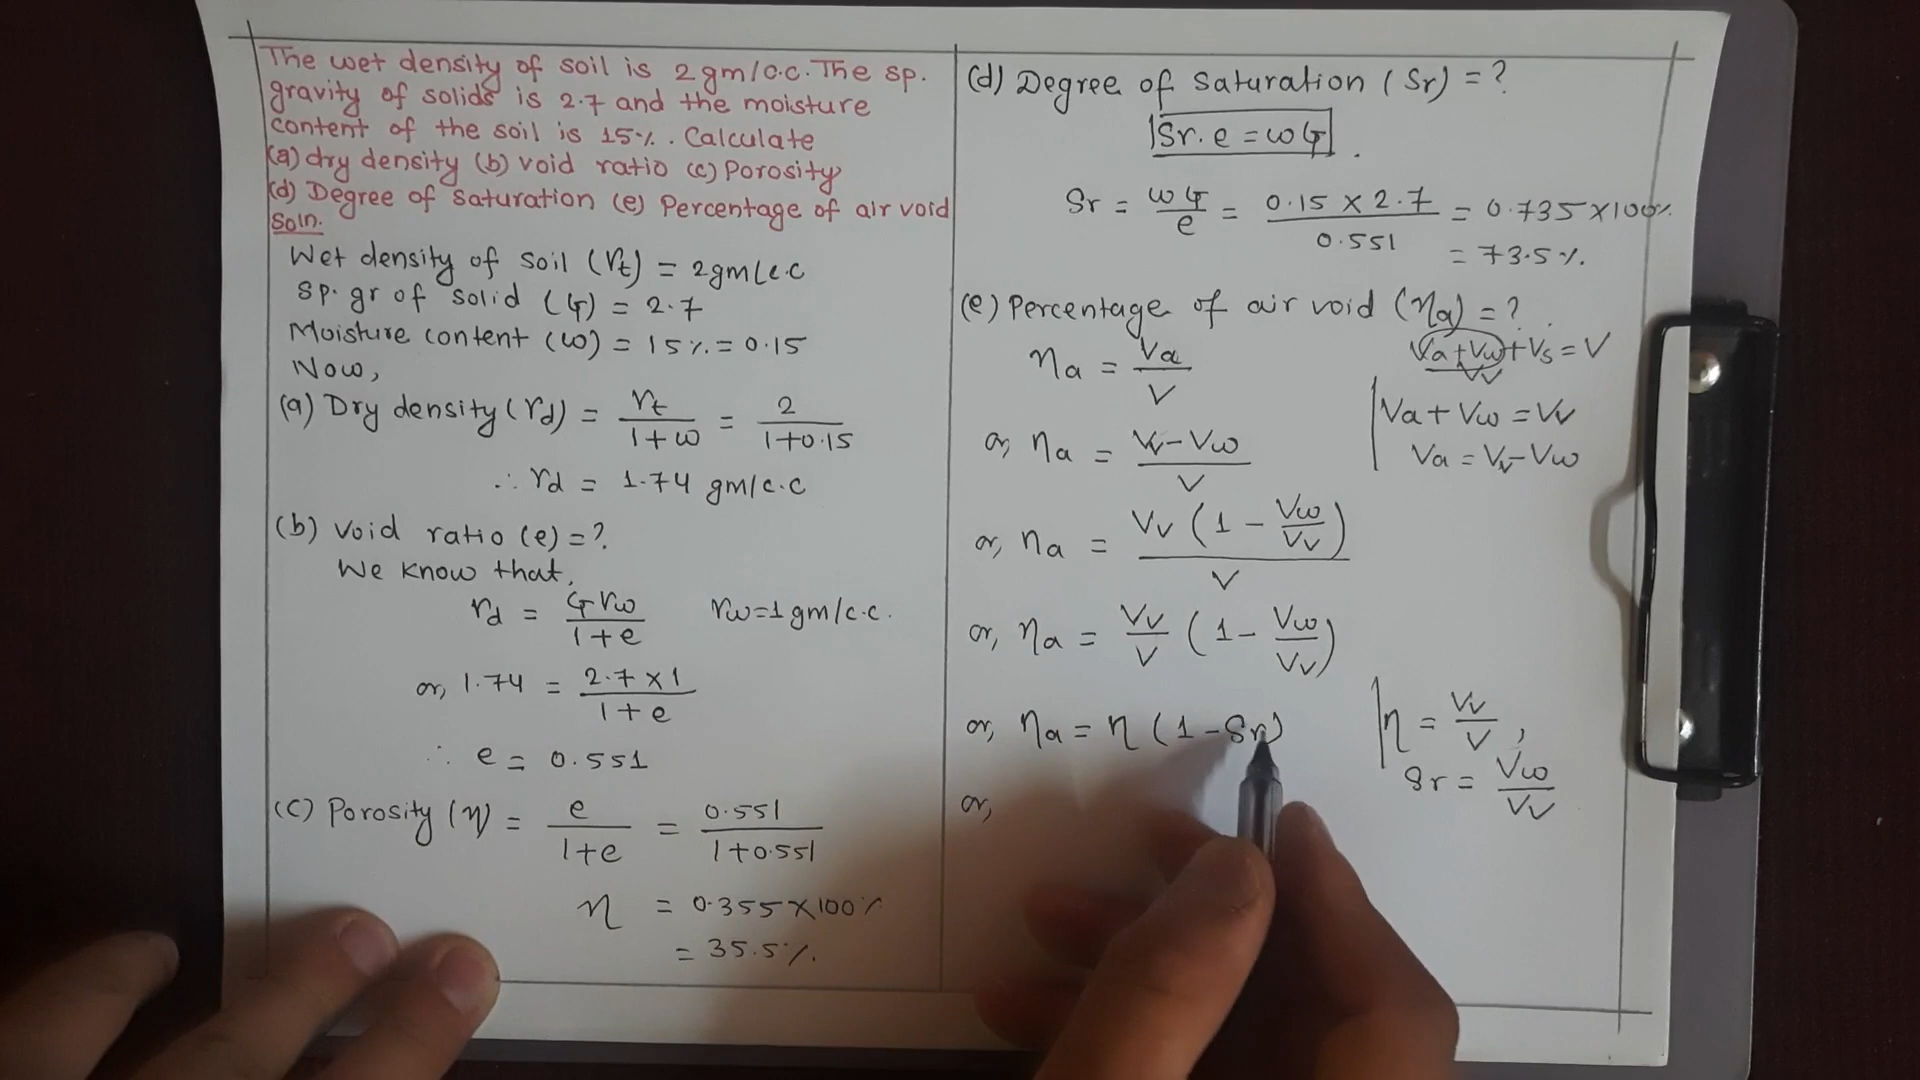 The wet density of soil is 2gm/c.c. The sp.
gravity of solids is 2.7 and the moisture
content of the soil is 15%. Calculate
(a) dry density (b) void ratio (c) Porosity
(d) Degree of saturation (e) Percentage of air void
Soln.
Wet density of soil (γt) = 2gm/c.c
sp. gr of solid (G) = 2.7
Moisture content (ω) = 15% = 0.15
Now,
(a) Dry density (γd) = γt/1+ω = 2/1+0.15
∴ γd = 1.74 gm/c.c
(b) Void ratio (e) = ?
We know that,
γd = Gγω/1+e γω=1gm/c.c.
or, 1.74 = 2.7×1/1+e
∴ e = 0.551
(c) Porosity (η) = e/1+e = 0.551/1+0.551
η = 0.355×100%
= 35.5%.
(d) Degree of saturation (Sr) = ?
Sr.e = ωG.
Sr = ωG/e = 0.15×2.7/0.551 = 0.735×100%
= 73.5%.
(e) Percentage of air void (ηa) = ?
Va+Vω+Vs = V
Vv
ηa = Va/V
Va+Vω = Vv
or, ηa = Vv-Vω/V
Va = Vv-Vω
or, ηa = Vv(1-Vω/Vv)/V
or, ηa = Vv/V(1-Vω/Vv)
or, ηa = η(1-Sr)
η = Vv/V,
Sr = Vω/Vv
or,